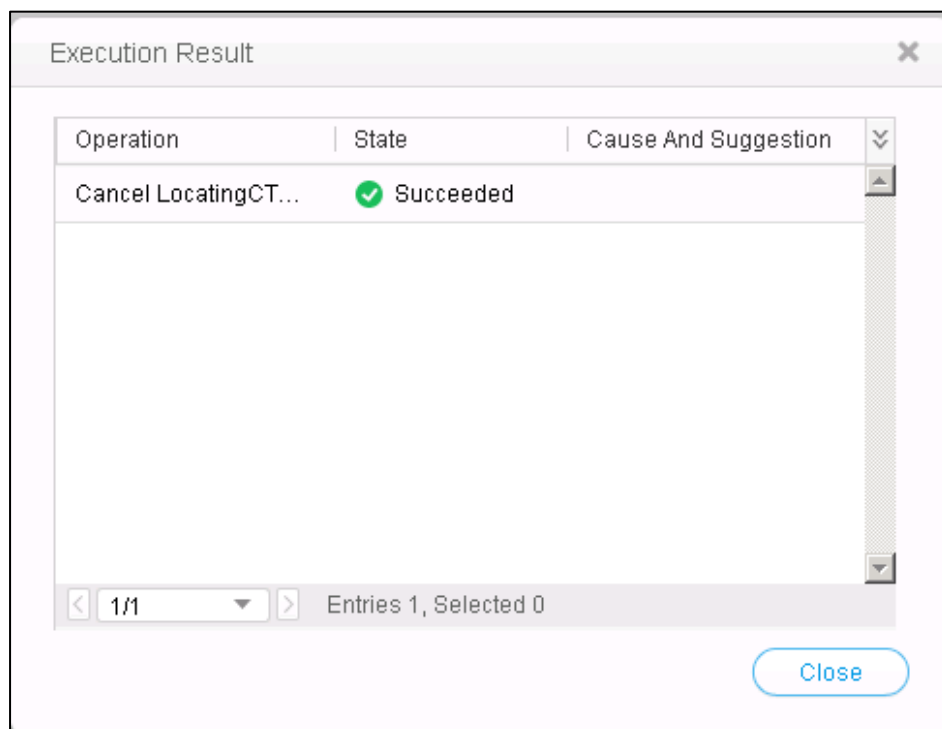 Execution Result
Operation State Cause And Suggestion
Cancel LocatingCT... Succeeded
1/1 Entries 1, Selected 0
Close